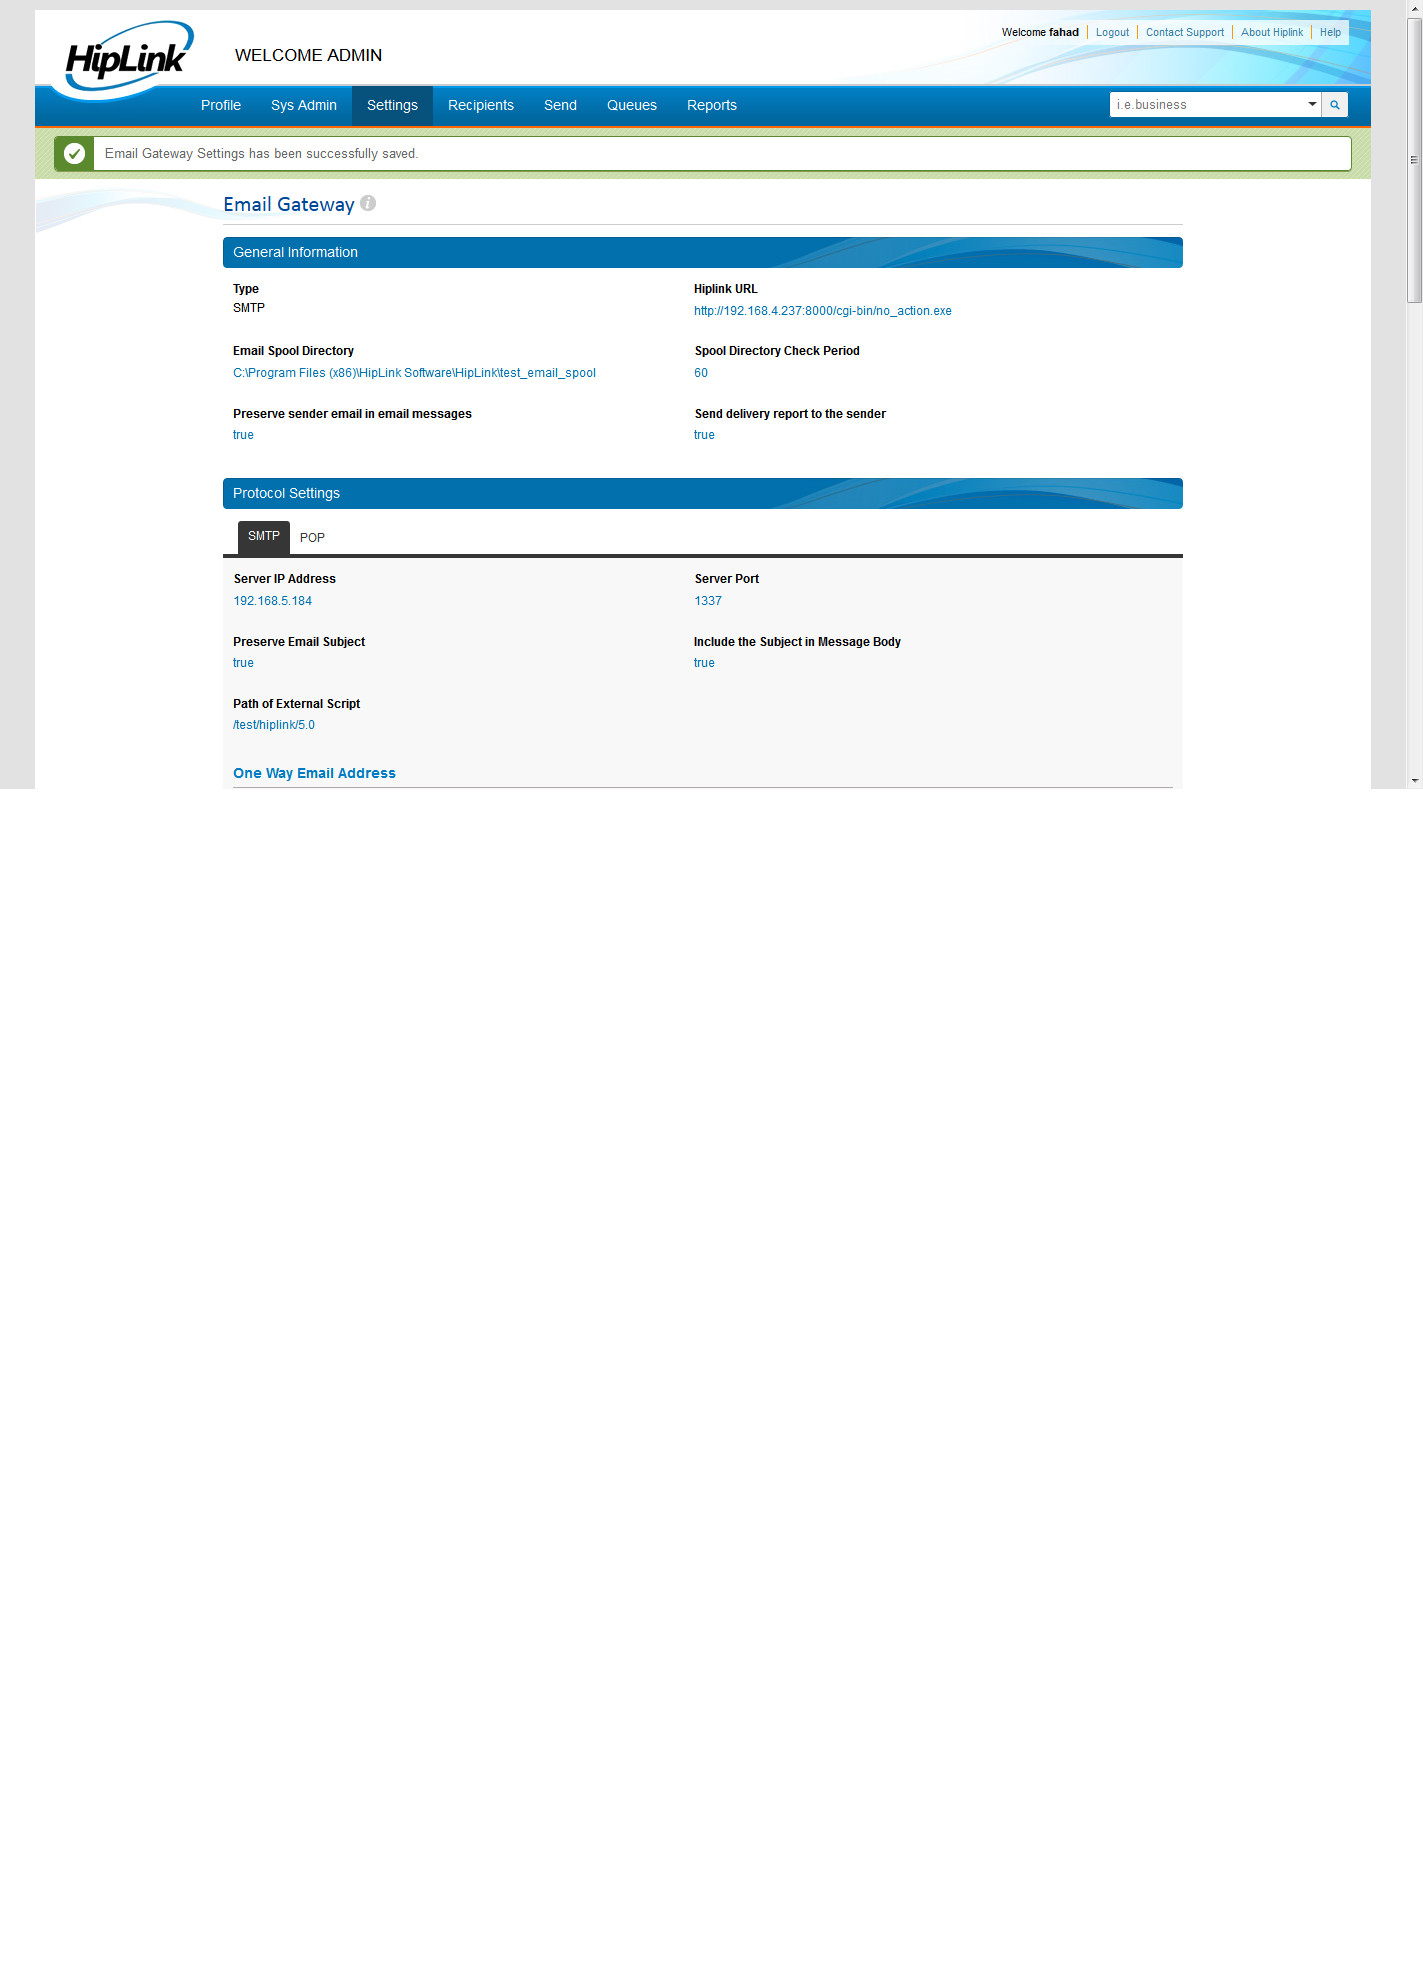 HipLink
WELCOME ADMIN
Welcome fahad Logout Contact Support About Hiplink Help
Profile Sys Admin Settings Recipients Send Queues Reports i.e.business
Email Gateway Settings has been successfully saved.
Email Gateway i
General Information
Type Hiplink URL
SMTP http://192.168.4.237:8000/cgi-bin/no_action.exe
Email Spool Directory Spool Directory Check Period
C:\Program Files (x86)\HipLink Software\HipLink\test_email_spool 60
Preserve sender email in email messages Send delivery report to the sender
true true
Protocol Settings
SMTP POP
Server IP Address Server Port
192.168.5.184 1337
Preserve Email Subject Include the Subject in Message Body
true true
Path of External Script
/test/hiplink/5.0
One Way Email Address